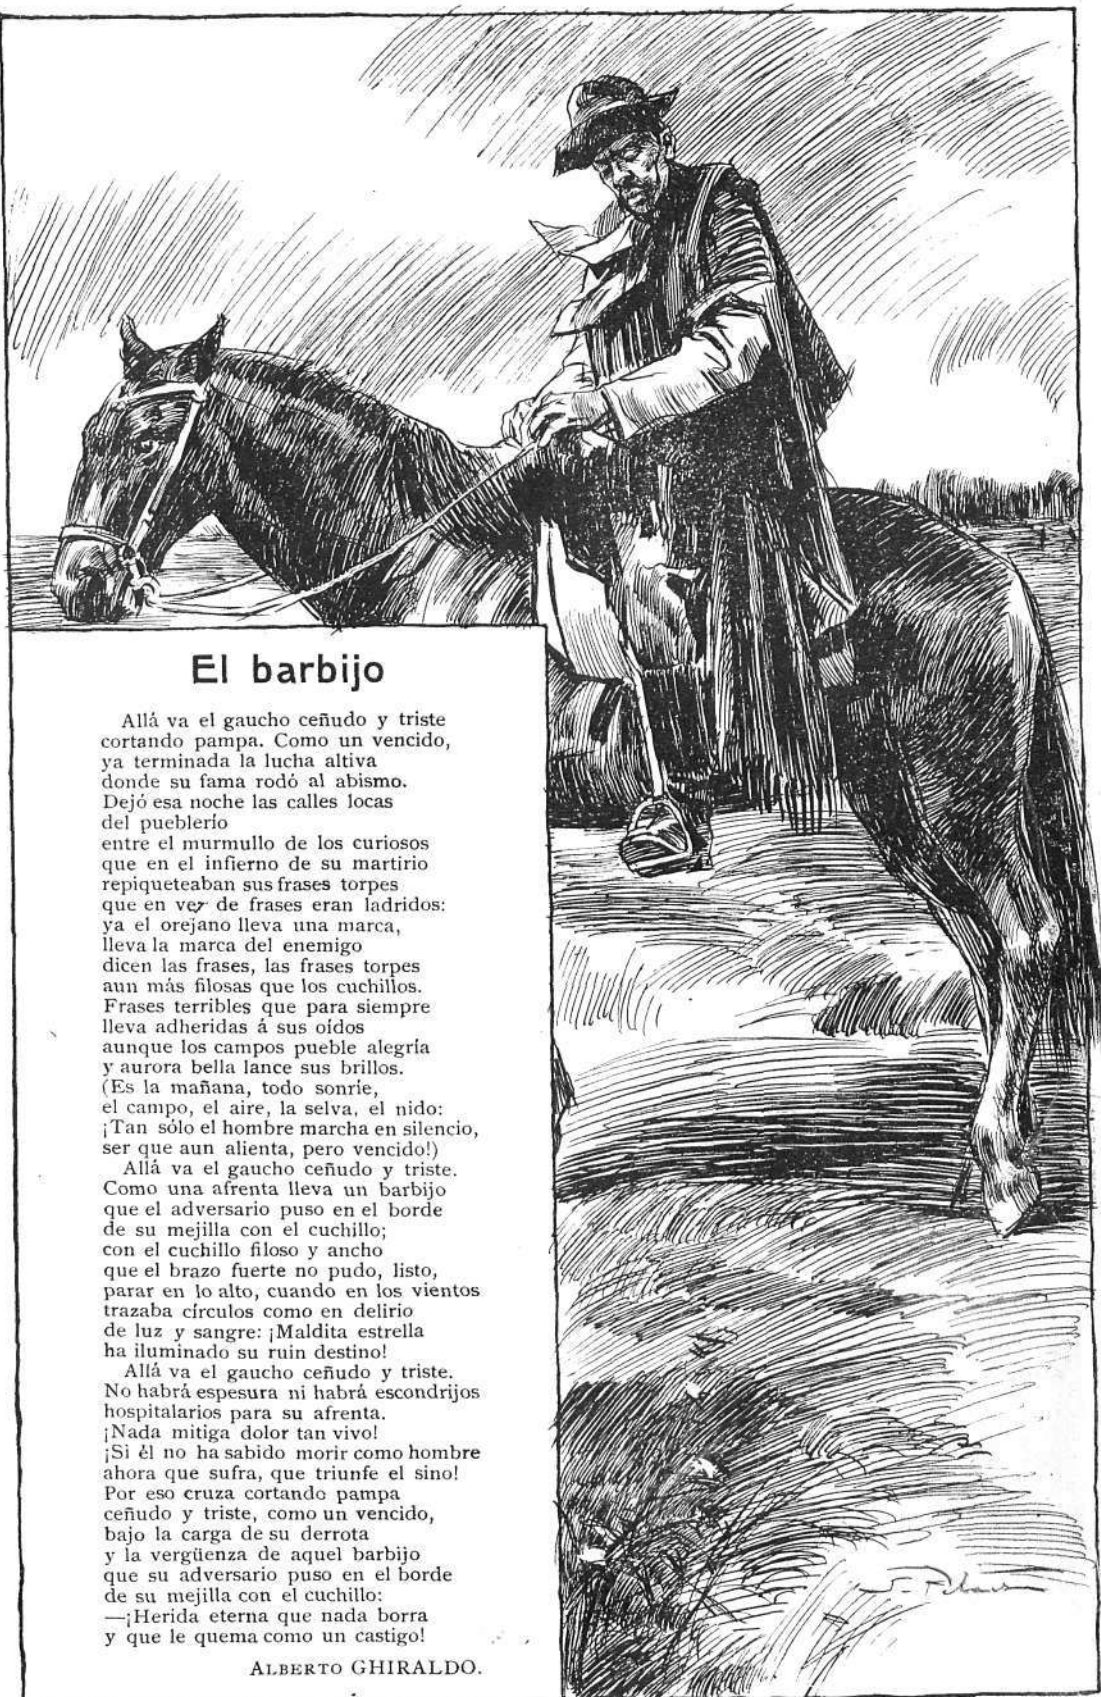 El barbijo
Allá va el gaucho ceñudo y triste
cortando pampa. Como un vencido,
ya terminada la lucha altiva
donde su fama rodó al abismo.
Dejó esa noche las calles locas
del pueblerío
entre el murmullo de los curiosos
que en el infierno de su martirio
repiqueteaban sus frases torpes
que en vez de frases eran ladridos:
ya el orejano lleva una marca,
lleva la marca del enemigo
dicen las frases, las frases torpes
aun más filosas que los cuchillos.
Frases terribles que para siempre
lleva adheridas á sus oídos
aunque los campos pueble alegría
y aurora bella lance sus brillos.
(Es la mañana, todo sonríe,
el campo, el aire, la selva, el nido:
¡Tan sólo el hombre marcha en silencio,
ser que aun alienta, pero vencido!)
Allá va el gaucho ceñudo y triste.
Como una afrenta lleva un barbijo
que el adversario puso en el borde
de su mejilla con el cuchillo;
con el cuchillo filoso y ancho
que el brazo fuerte no pudo, listo,
parar en lo alto, cuando en los vientos
trazaba círculos como en delirio
de luz y sangre: ¡Maldita estrella
ha iluminado su ruin destino!
Allá va el gaucho ceñudo y triste.
No habrá espesura ni habrá escondrijos
hospitalarios para su afrenta.
¡Nada mitiga dolor tan vivo!
¡Si él no ha sabido morir como hombre
ahora que sufra, que triunfe el sino!
Por eso cruza cortando pampa
ceñudo y triste, como un vencido,
bajo la carga de su derrota
y la vergüenza de aquel barbijo
que su adversario puso en el borde
de su mejilla con el cuchillo:
—¡Herida eterna que nada borra
y que le quema como un castigo!
ALBERTO GHIRALDO.